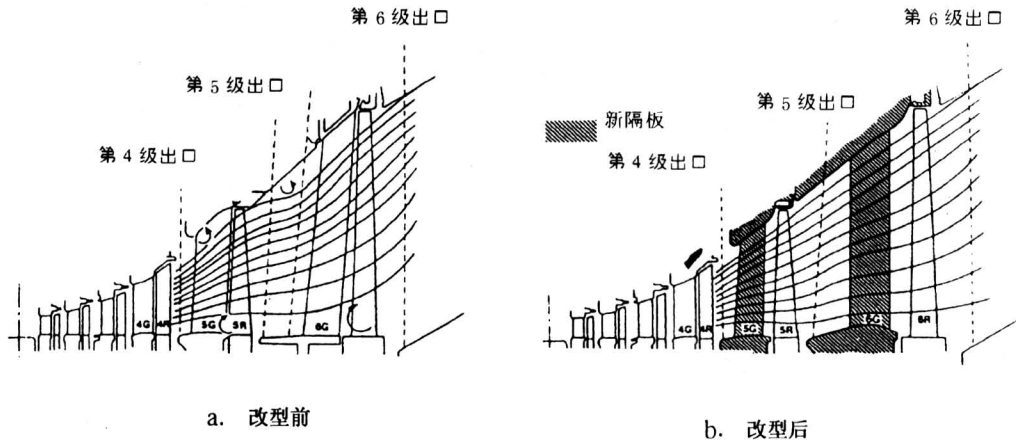 第6级出口
第5级出口
第4级出口
4G 4R 5G 5R 6G
a. 改型前
第6级出口
第5级出口
新隔板
第4级出口
4G 4R 5G 5R 6G 6R
b. 改型后